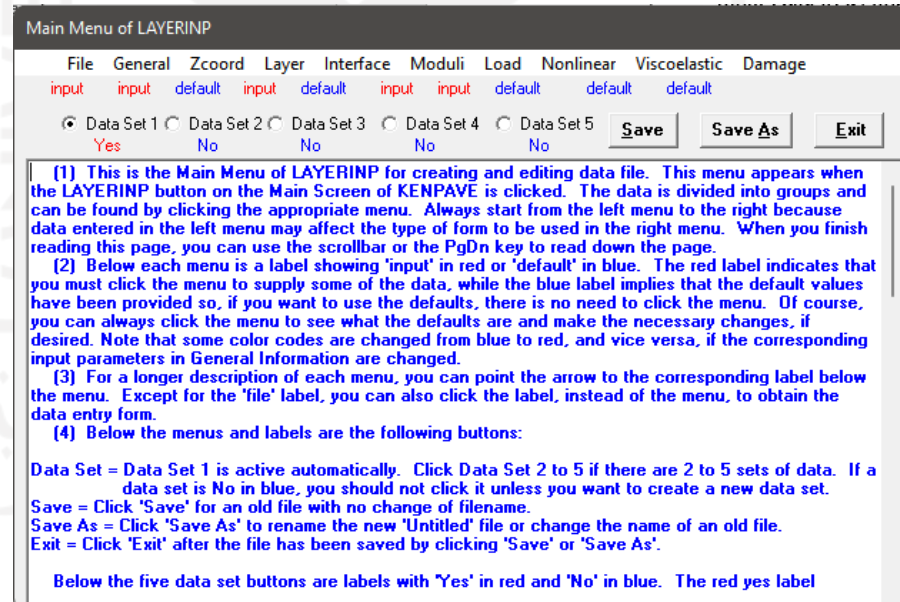 Main Menu of LAYERINP
File General Zcoord Layer Interface Moduli Load Nonlinear Viscoelastic Damage
input input default input default input input default default default
Data Set 1 Data Set 2 Data Set 3 Data Set 4 Data Set 5 Save Save As Exit
Yes No No No No
(1) This is the Main Menu of LAYERINP for creating and editing data file. This menu appears when
the LAYERINP button on the Main Screen of KENPAVE is clicked. The data is divided into groups and
can be found by clicking the appropriate menu. Always start from the left menu to the right because
data entered in the left menu may affect the type of form to be used in the right menu. When you finish
reading this page, you can use the scrollbar or the PgDn key to read down the page.
(2) Below each menu is a label showing 'input' in red or 'default' in blue. The red label indicates that
you must click the menu to supply some of the data, while the blue label implies that the default values
have been provided so, if you want to use the defaults, there is no need to click the menu. Of course,
you can always click the menu to see what the defaults are and make the necessary changes, if
desired. Note that some color codes are changed from blue to red, and vice versa, if the corresponding
input parameters in General Information are changed.
(3) For a longer description of each menu, you can point the arrow to the corresponding label below
the menu. Except for the 'file' label, you can also click the label, instead of the menu, to obtain the
data entry form.
(4) Below the menus and labels are the following buttons:
Data Set = Data Set 1 is active automatically. Click Data Set 2 to 5 if there are 2 to 5 sets of data. If a
data set is No in blue, you should not click it unless you want to create a new data set.
Save = Click 'Save' for an old file with no change of filename.
Save As = Click 'Save As' to rename the new 'Untitled' file or change the name of an old file.
Exit = Click 'Exit' after the file has been saved by clicking 'Save' or 'Save As'.
Below the five data set buttons are labels with 'Yes' in red and 'No' in blue. The red yes label